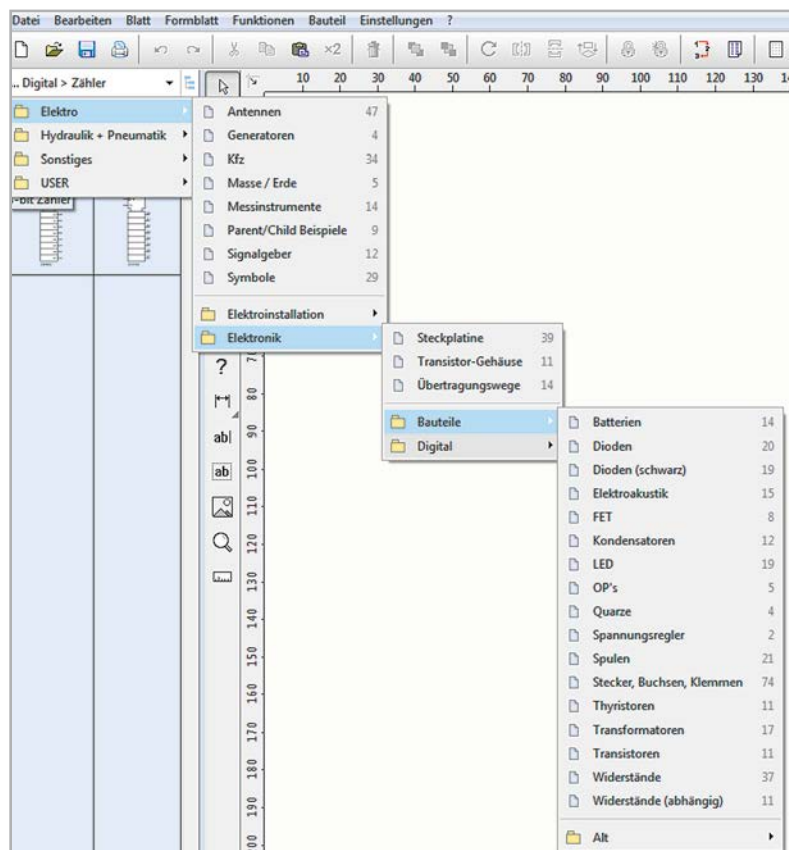 Datei Bearbeiten Blatt Formblatt Funktionen Bauteil Einstellungen ?
×2
... Digital > Zähler
10 20 30 40 50 60 70 80 90 100 110 120 130
Elektro
Hydraulik + Pneumatik
Sonstiges
USER
-bit Zähler
Antennen 47
Generatoren 4
Kfz 34
Masse / Erde 5
Messinstrumente 14
Parent/Child Beispiele 9
Signalgeber 12
Symbole 29
Elektroinstallation
Elektronik
Steckplatine 39
Transistor-Gehäuse 11
Übertragungswege 14
Bauteile
Digital
Batterien 14
Dioden 20
Dioden (schwarz) 19
Elektroakustik 15
FET 8
Kondensatoren 12
LED 19
OP's 5
Quarze 4
Spannungsregler 2
Spulen 21
Stecker, Buchsen, Klemmen 74
Thyristoren 11
Transformatoren 17
Transistoren 11
Widerstände 37
Widerstände (abhängig) 11
Alt
?
ab|
ab
80
90
100
110
120
130
140
150
160
170
180
190